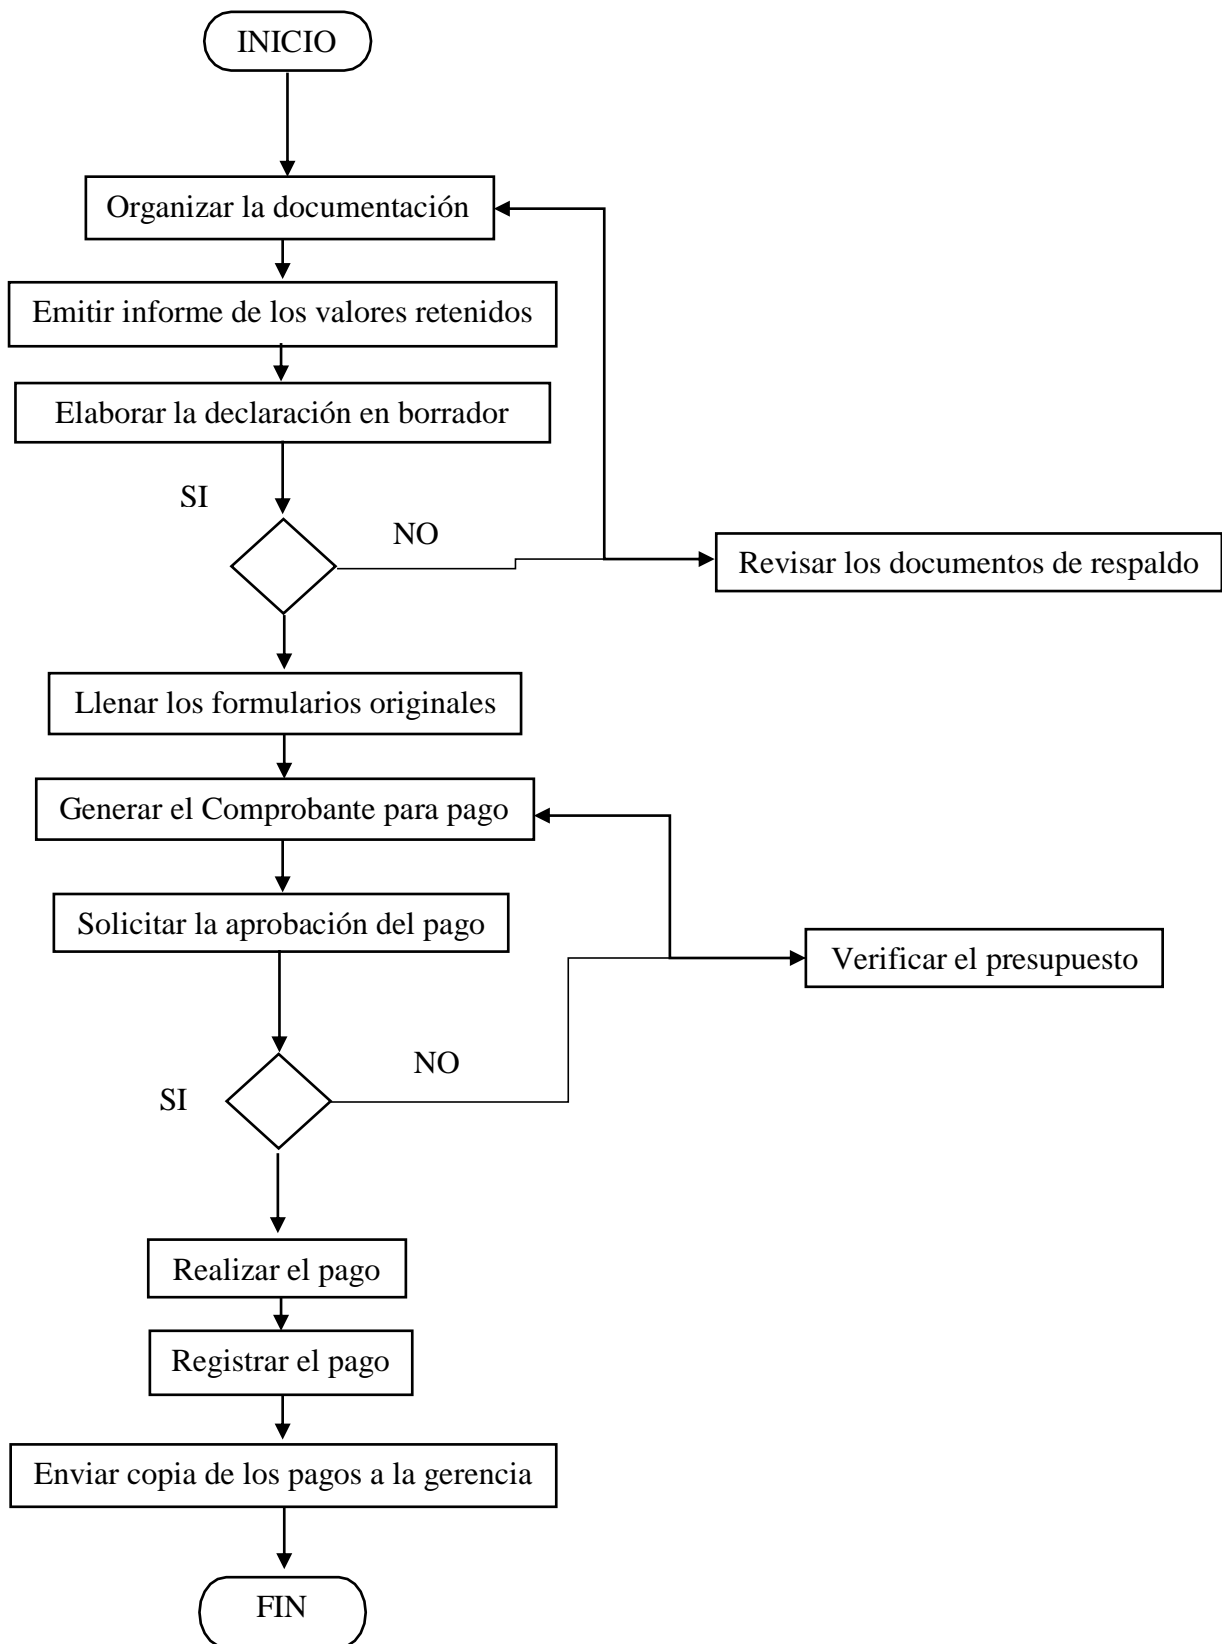 INICIO
Organizar la documentación
Emitir informe de los valores retenidos
Elaborar la declaración en borrador
SI
NO
Revisar los documentos de respaldo
Llenar los formularios originales
Generar el Comprobante para pago
Solicitar la aprobación del pago
Verificar el presupuesto
NO
SI
Realizar el pago
Registrar el pago
Enviar copia de los pagos a la gerencia
FIN